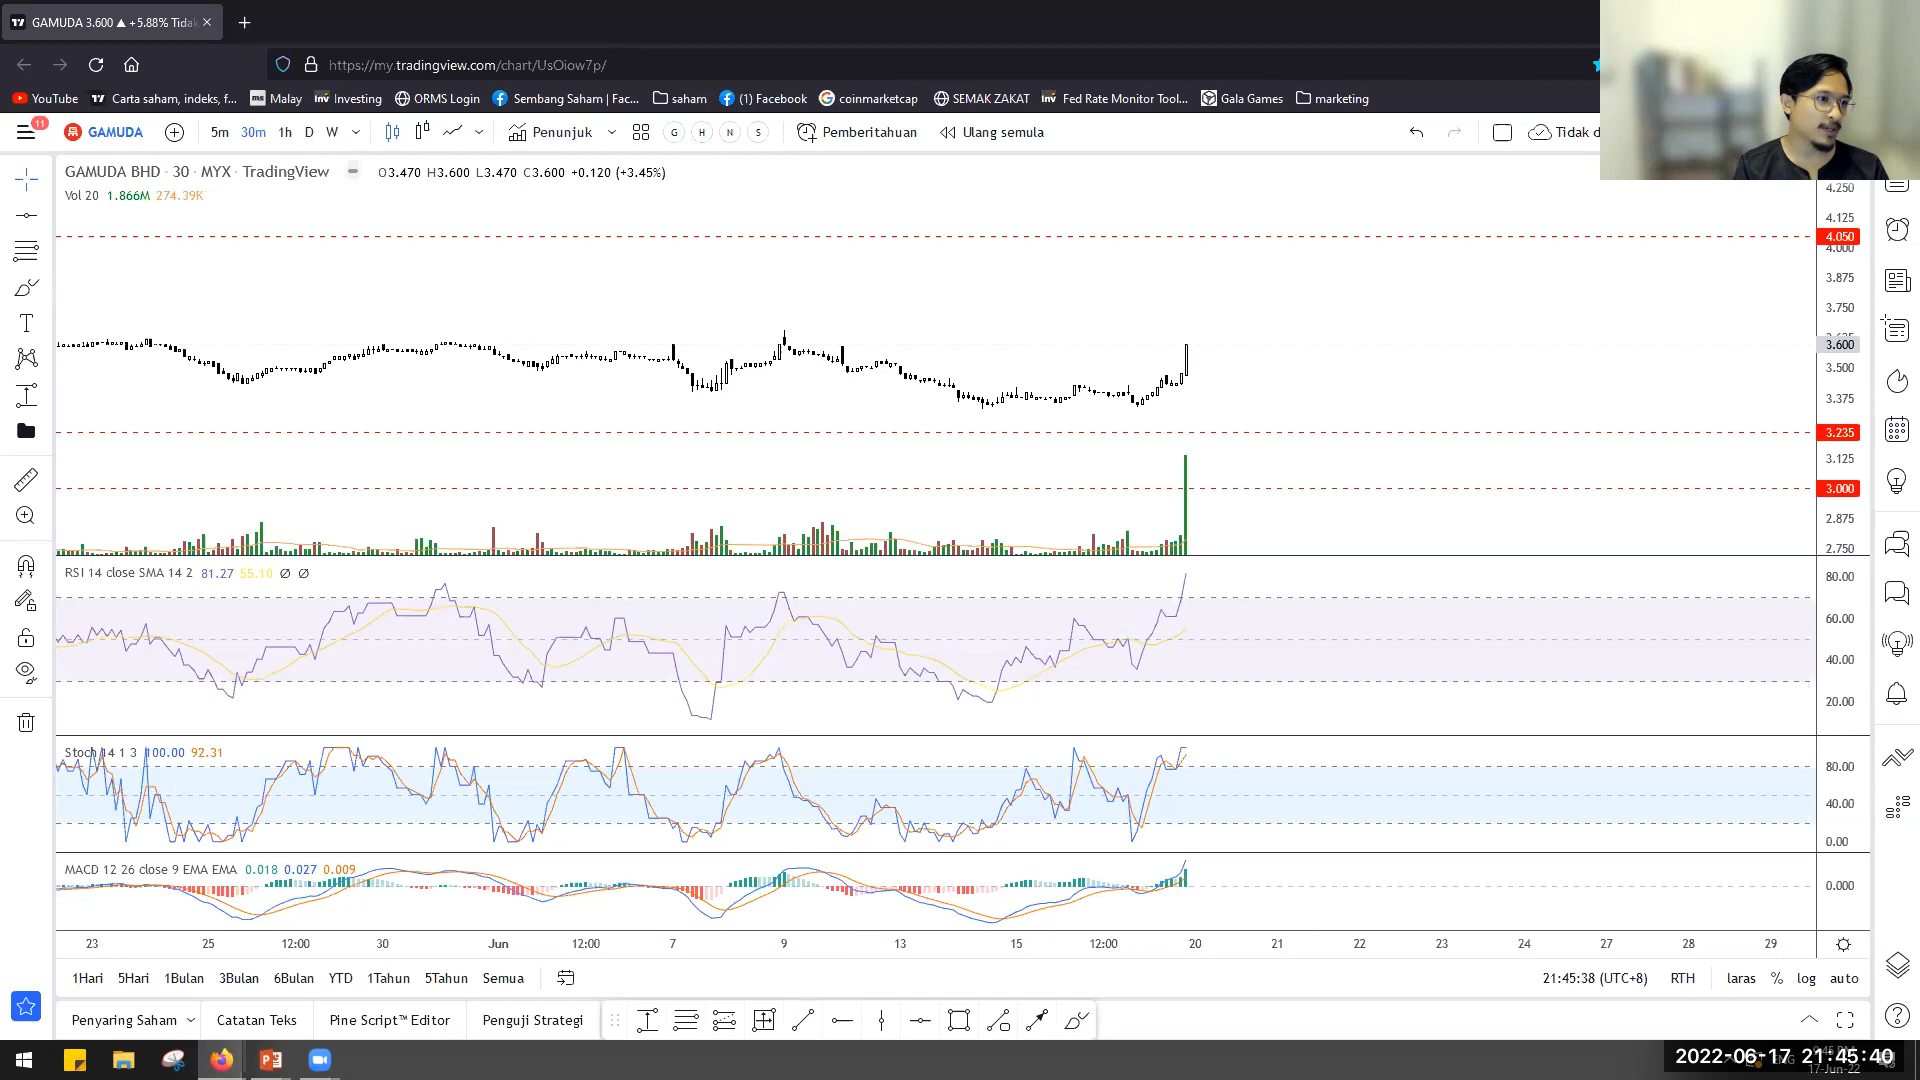 GAMUDA 3.600 ▲ +5.88% Tida
https://my.tradingview.com/chart/UsOiow7p/
YouTube
Carta saham, indeks, f...
Malay
Investing
ORMS Login
Sembang Saham | Fac...
saham
(1) Facebook
coinmarketcap
SEMAK ZAKAT
Fed Rate Monitor Tool...
Gala Games
marketing
11
GAMUDA
5m 30m 1h D W
Penunjuk
G H N S
Pemberitahuan
Ulang semula
Tidak d
GAMUDA BHD · 30 · MYX · TradingView
O3.470 H3.600 L3.470 C3.600 +0.120 (+3.45%)
Vol 20 1.866M 274.39K
4.250
4.125
4.050
4.000
3.875
3.750
3.625
3.600
3.500
3.375
3.235
3.125
3.000
2.875
2.750
RSI 14 close SMA 14 2 81.27 55.10 Ø Ø
80.00
60.00
40.00
20.00
Stoch 14 1 3 100.00 92.31
80.00
40.00
0.00
MACD 12 26 close 9 EMA EMA 0.018 0.027 0.009
0.000
23 25 12:00 30 Jun 12:00 7 9 13 15 12:00 20 21 22 23 24 27 28 29
1Hari 5Hari 1Bulan 3Bulan 6Bulan YTD 1Tahun 5Tahun Semua
21:45:38 (UTC+8) RTH laras % log auto
Penyaring Saham
Catatan Teks
Pine Script™ Editor
Penguji Strategi
2022-06-17 21:45:40
17-Jun-22